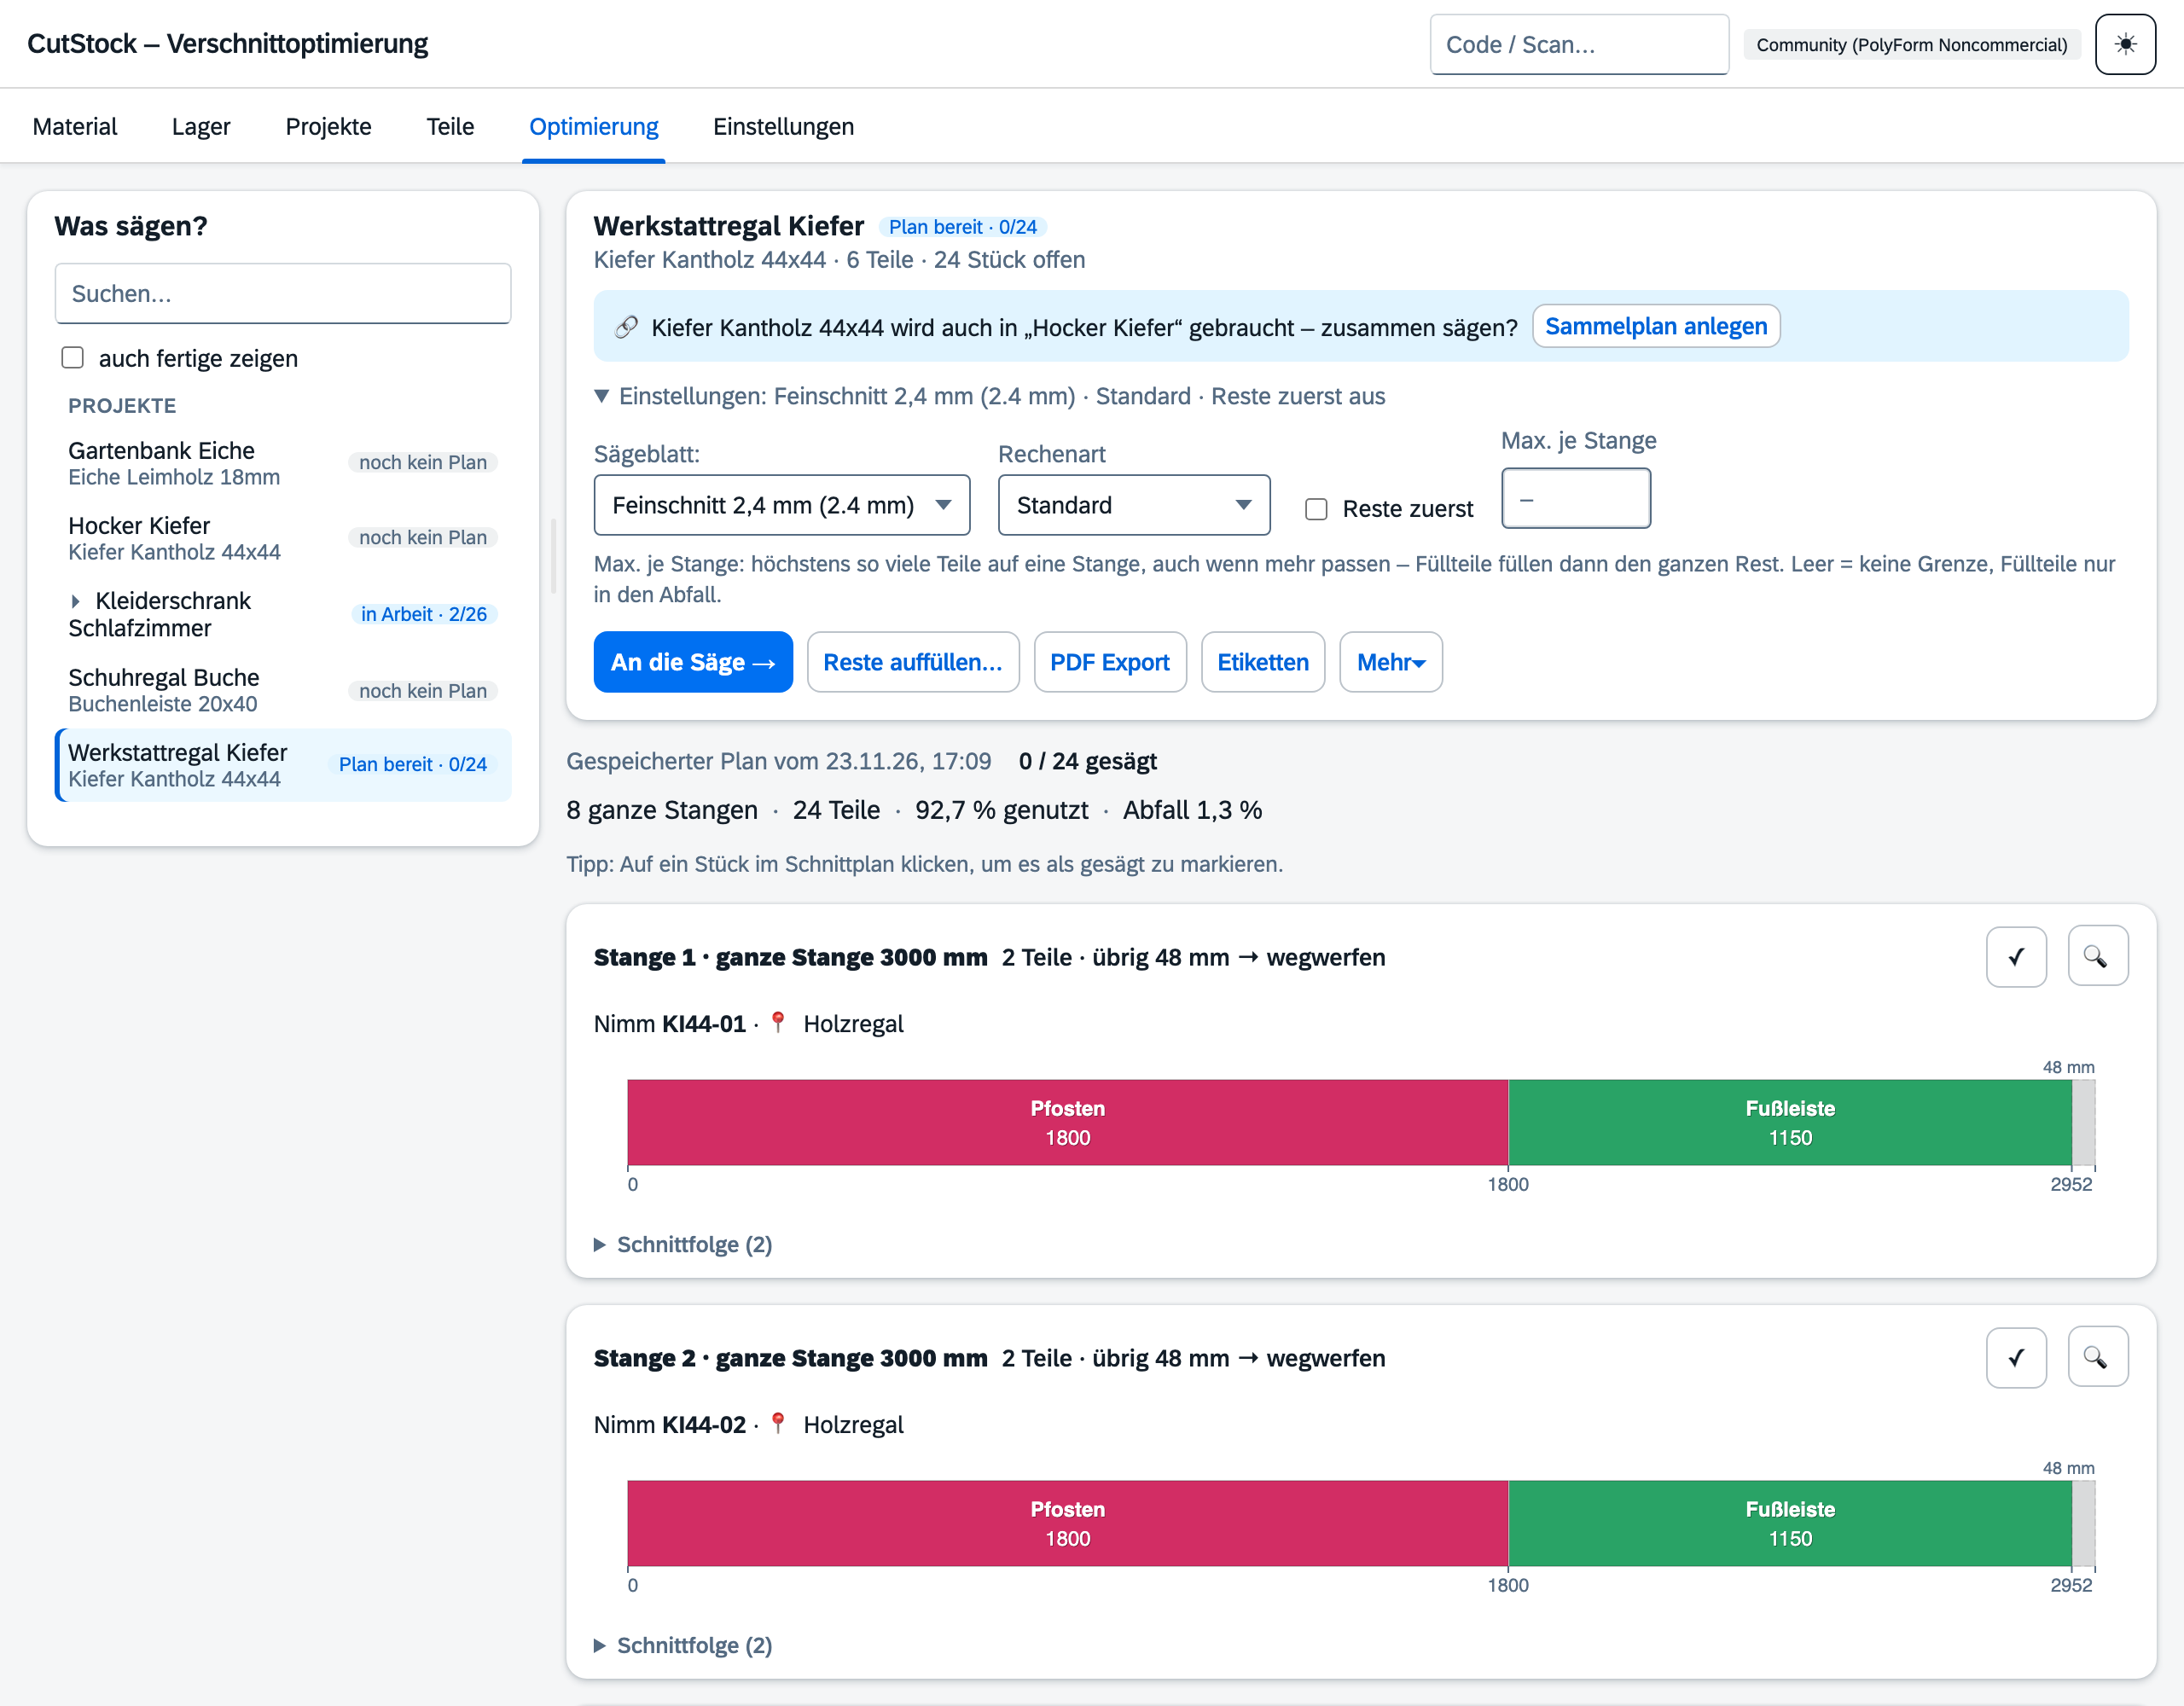 CutStock – Verschnittoptimierung
Code / Scan...
Community (PolyForm Noncommercial)
Material
Lager
Projekte
Teile
Optimierung
Einstellungen
Was sägen?
Suchen...
auch fertige zeigen
PROJEKTE
Gartenbank Eiche
Eiche Leimholz 18mm
noch kein Plan
Hocker Kiefer
Kiefer Kantholz 44x44
noch kein Plan
Kleiderschrank
Schlafzimmer
in Arbeit · 2/26
Schuhregal Buche
Buchenleiste 20x40
noch kein Plan
Werkstattregal Kiefer
Kiefer Kantholz 44x44
Plan bereit · 0/24
Werkstattregal Kiefer Plan bereit · 0/24
Kiefer Kantholz 44x44 · 6 Teile · 24 Stück offen
Kiefer Kantholz 44x44 wird auch in „Hocker Kiefer“ gebraucht – zusammen sägen? Sammelplan anlegen
▼ Einstellungen: Feinschnitt 2,4 mm (2.4 mm) · Standard · Reste zuerst aus
Sägeblatt:
Feinschnitt 2,4 mm (2.4 mm)
Rechenart
Standard
Reste zuerst
Max. je Stange
–
Max. je Stange: höchstens so viele Teile auf eine Stange, auch wenn mehr passen – Füllteile füllen dann den ganzen Rest. Leer = keine Grenze, Füllteile nur
in den Abfall.
An die Säge →
Reste auffüllen...
PDF Export
Etiketten
Mehr
Gespeicherter Plan vom 23.11.26, 17:09 0 / 24 gesägt
8 ganze Stangen · 24 Teile · 92,7 % genutzt · Abfall 1,3 %
Tipp: Auf ein Stück im Schnittplan klicken, um es als gesägt zu markieren.
Stange 1 · ganze Stange 3000 mm 2 Teile · übrig 48 mm → wegwerfen
Nimm KI44-01 · Holzregal
48 mm
Pfosten
1800
Fußleiste
1150
0
1800
2952
▶ Schnittfolge (2)
Stange 2 · ganze Stange 3000 mm 2 Teile · übrig 48 mm → wegwerfen
Nimm KI44-02 · Holzregal
48 mm
Pfosten
1800
Fußleiste
1150
0
1800
2952
▶ Schnittfolge (2)